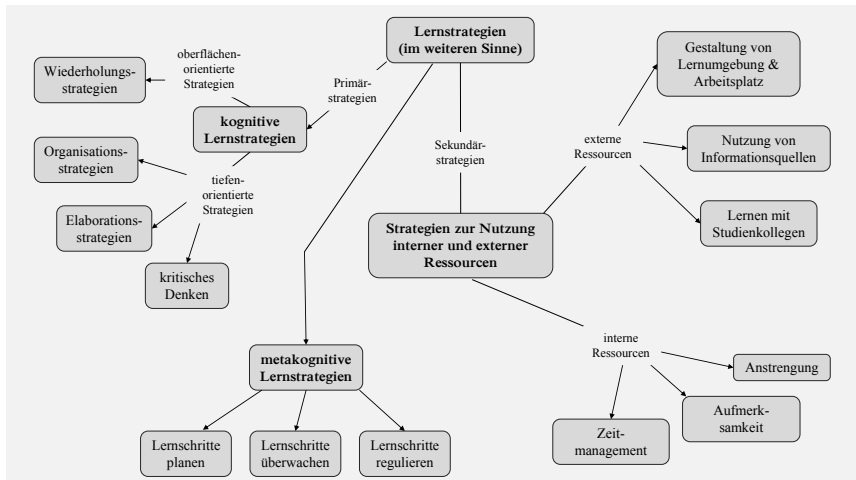 Lernstrategien
(im weiteren Sinne)
oberflächen-
orientierte
Strategien
Wiederholungs-
strategien
Primär-
strategien
kognitive
Lernstrategien
Organisations-
strategien
tiefen-
orientierte
Strategien
Elaborations-
strategien
kritisches
Denken
Sekundär-
strategien
Gestaltung von
Lernumgebung &
Arbeitsplatz
externe
Ressourcen
Nutzung von
Informationsquellen
Lernen mit
Studienkollegen
Strategien zur Nutzung
interner und externer
Ressourcen
interne
Ressourcen
Anstrengung
Aufmerk-
samkeit
Zeit-
management
metakognitive
Lernstrategien
Lernschritte
planen
Lernschritte
überwachen
Lernschritte
regulieren